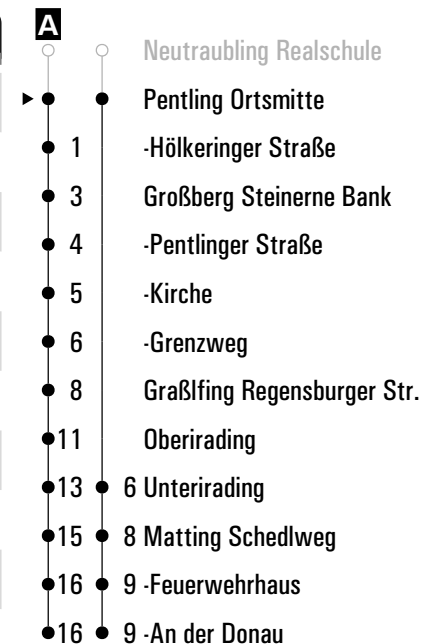 A
Neutraubling Realschule
Pentling Ortsmitte
1 -Hölkeringer Straße
3 Großberg Steinerne Bank
4 -Pentlinger Straße
5 -Kirche
6 -Grenzweg
8 Graßlfing Regensburger Str.
11 Oberirading
13 6 Unterirading
15 8 Matting Schedlweg
16 9 -Feuerwehrhaus
16 9 -An der Donau